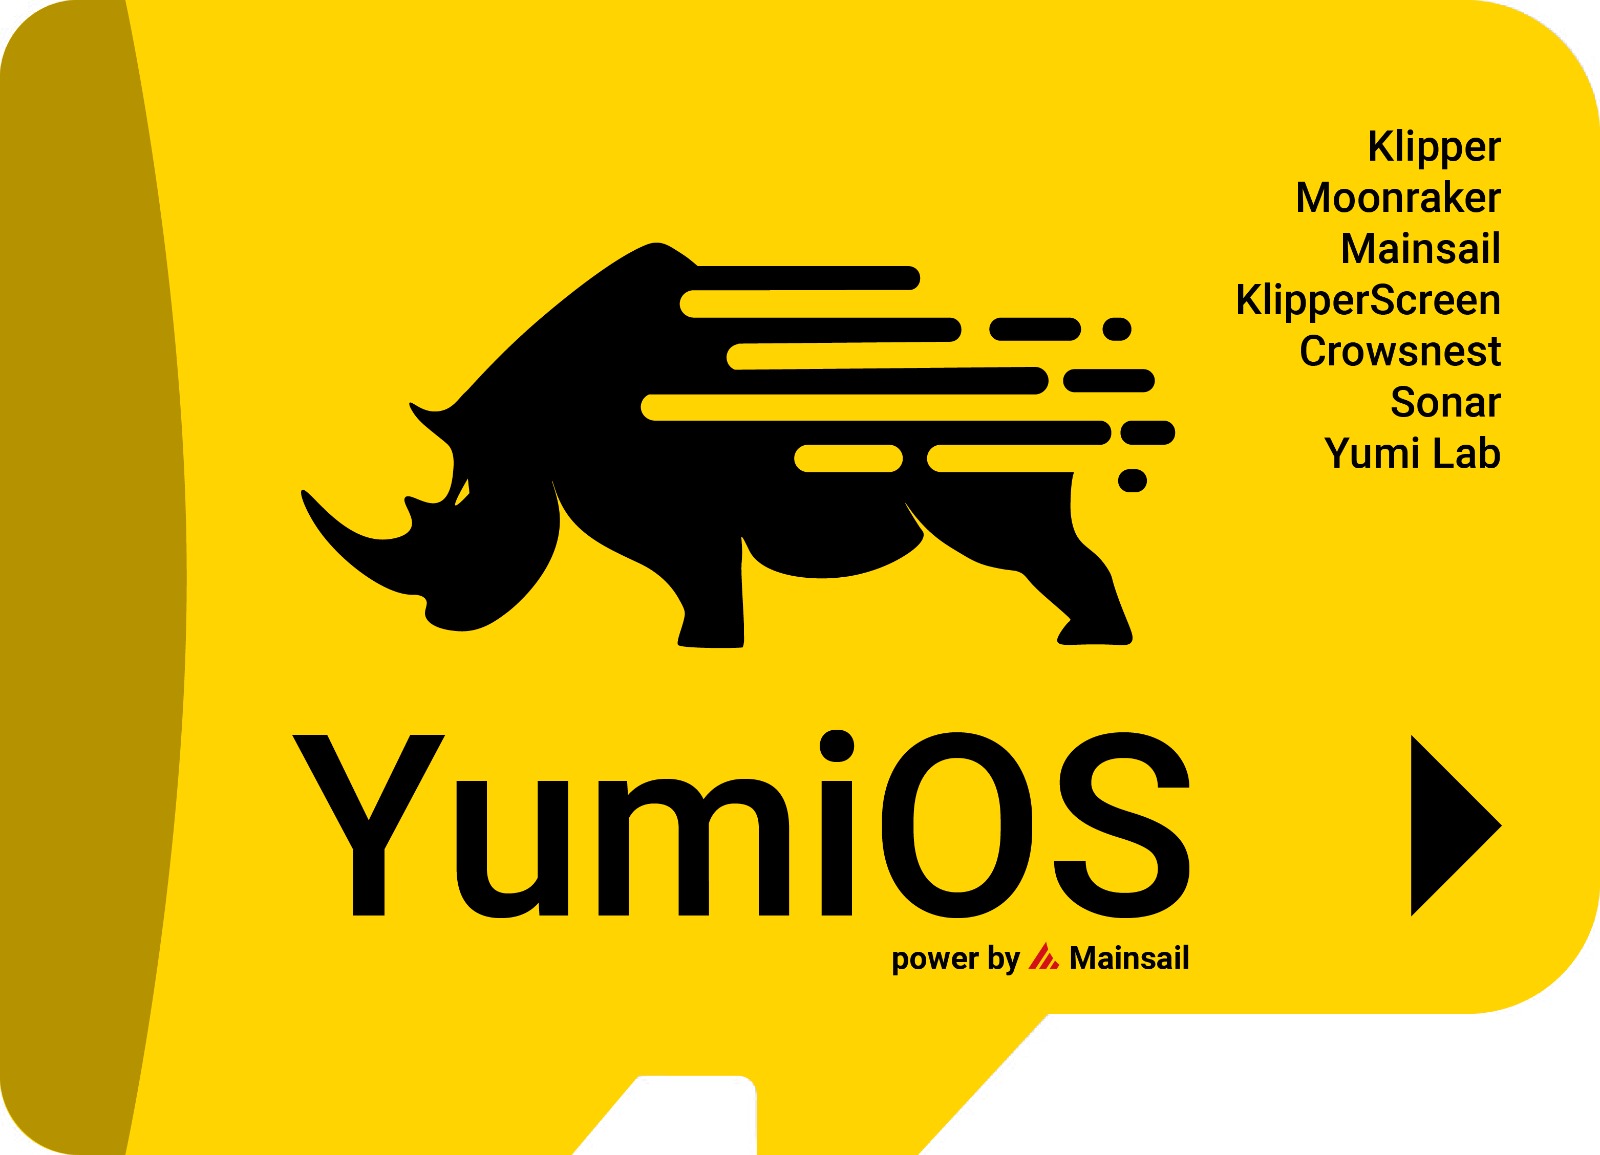 Klipper
Moonraker
Mainsail
KlipperScreen
Crowsnest
Sonar
Yumi Lab
YumiOS
power by Mainsail